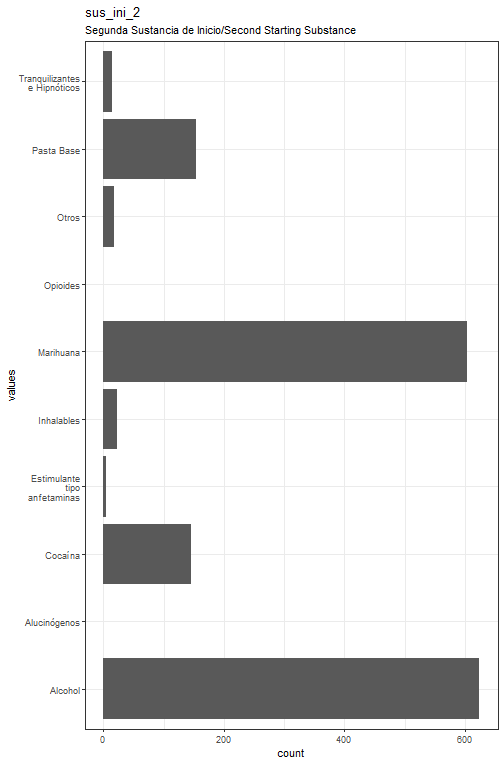 sus_ini_2
Segunda Sustancia de Inicio/Second Starting Substance
Tranquilizantes
e Hipnóticos
Pasta Base
Otros
Opioides
Marihuana
Inhalables
Estimulante
tipo
anfetaminas
Cocaína
Alucinógenos
Alcohol
values
0 200 400 600
count